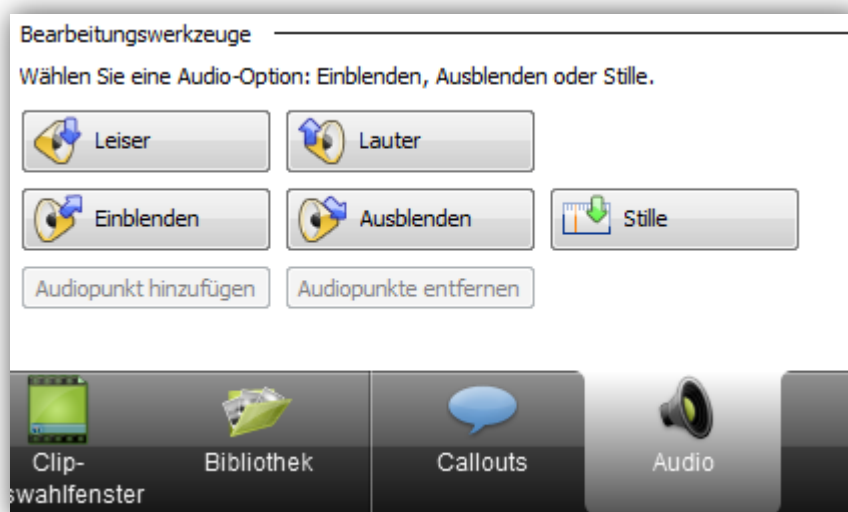 Bearbeitungswerkzeuge
Wählen Sie eine Audio-Option: Einblenden, Ausblenden oder Stille.
Leiser Lauter
Einblenden Ausblenden Stille
Audiopunkt hinzufügen Audiopunkte entfernen
Clip- Bibliothek Callouts Audio
swahlfenster